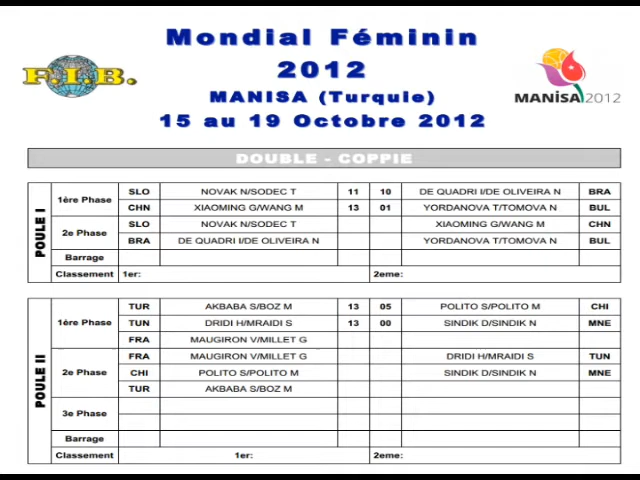 Mondial Féminin
2012
MANISA (Turquie)
15 au 19 Octobre 2012
F.I.B.
MANİSA 2012
DOUBLE - COPPIE
POULE I
1ère Phase SLO NOVAK N/SODEC T 11 10 DE QUADRI I/DE OLIVEIRA N BRA
CHN XIAOMING G/WANG M 13 01 YORDANOVA T/TOMOVA N BUL
2e Phase SLO NOVAK N/SODEC T XIAOMING G/WANG M CHN
BRA DE QUADRI I/DE OLIVEIRA N YORDANOVA T/TOMOVA N BUL
Barrage
Classement 1er: 2eme:
POULE II
1ère Phase TUR AKBABA S/BOZ M 13 05 POLITO S/POLITO M CHI
TUN DRIDI H/MRAIDI S 13 00 SINDIK D/SINDIK N MNE
FRA MAUGIRON V/MILLET G
2e Phase FRA MAUGIRON V/MILLET G DRIDI H/MRAIDI S TUN
CHI POLITO S/POLITO M SINDIK D/SINDIK N MNE
TUR AKBABA S/BOZ M
3e Phase
Barrage
Classement 1er: 2eme: